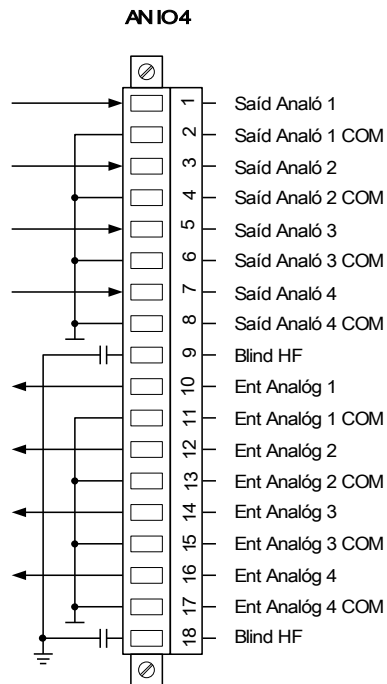 ANIO4
1 Saíd Analó 1
2 Saíd Analó 1 COM
3 Saíd Analó 2
4 Saíd Analó 2 COM
5 Saíd Analó 3
6 Saíd Analó 3 COM
7 Saíd Analó 4
8 Saíd Analó 4 COM
9 Blind HF
10 Ent Analóg 1
11 Ent Analóg 1 COM
12 Ent Analóg 2
13 Ent Analóg 2 COM
14 Ent Analóg 3
15 Ent Analóg 3 COM
16 Ent Analóg 4
17 Ent Analóg 4 COM
18 Blind HF